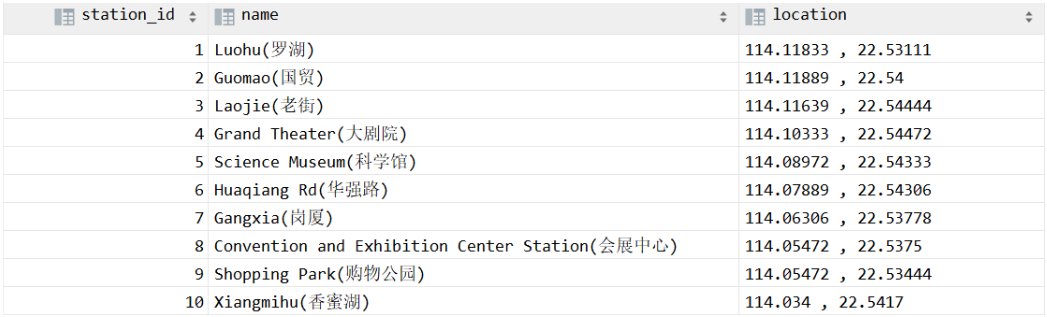 station_id name location
1 Luohu(罗湖) 114.11833 , 22.53111
2 Guomao(国贸) 114.11889 , 22.54
3 Laojie(老街) 114.11639 , 22.54444
4 Grand Theater(大剧院) 114.10333 , 22.54472
5 Science Museum(科学馆) 114.08972 , 22.54333
6 Huaqiang Rd(华强路) 114.07889 , 22.54306
7 Gangxia(岗厦) 114.06306 , 22.53778
8 Convention and Exhibition Center Station(会展中心) 114.05472 , 22.5375
9 Shopping Park(购物公园) 114.05472 , 22.53444
10 Xiangmihu(香蜜湖) 114.034 , 22.5417